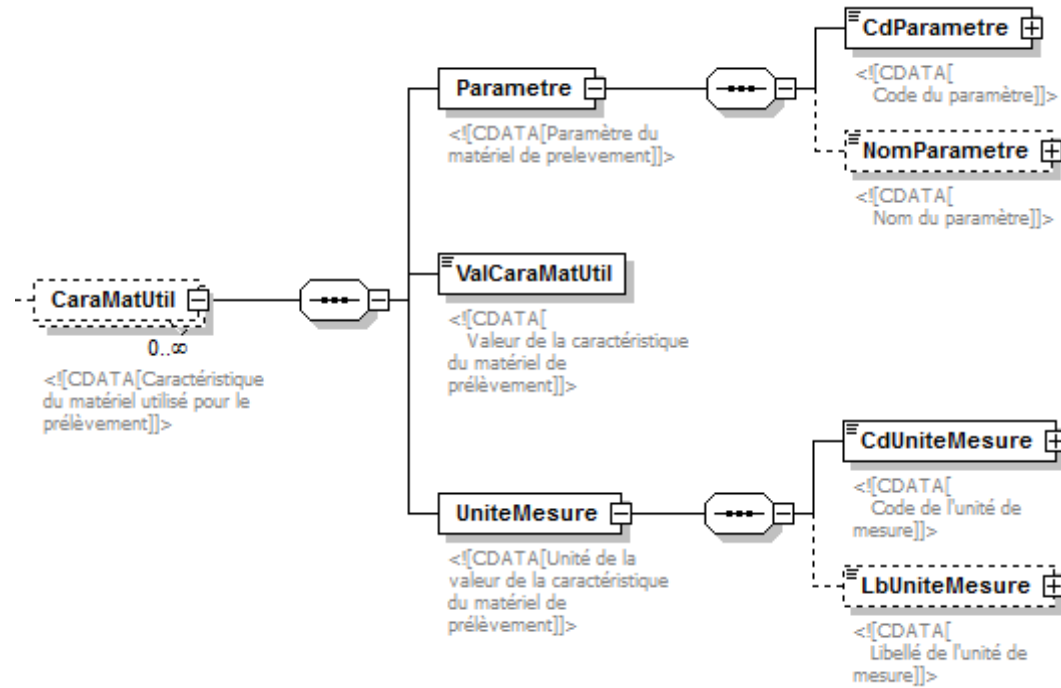 CdParametre
<![CDATA[
Code du paramètre]]>
Parametre
<![CDATA[Paramètre du
matériel de prelevement]]>
NomParametre
<![CDATA[
Nom du paramètre]]>
ValCaraMatUtil
<![CDATA[
Valeur de la caractéristique
du matériel de
prélèvement]]>
CaraMatUtil
0..∞
<![CDATA[Caractéristique
du matériel utilisé pour le
prélèvement]]>
CdUniteMesure
<![CDATA[
Code de l'unité de
mesure]]>
UniteMesure
<![CDATA[Unité de la
valeur de la caractéristique
du matériel de
prélèvement]]>
LbUniteMesure
<![CDATA[
Libellé de l'unité de
mesure]]>